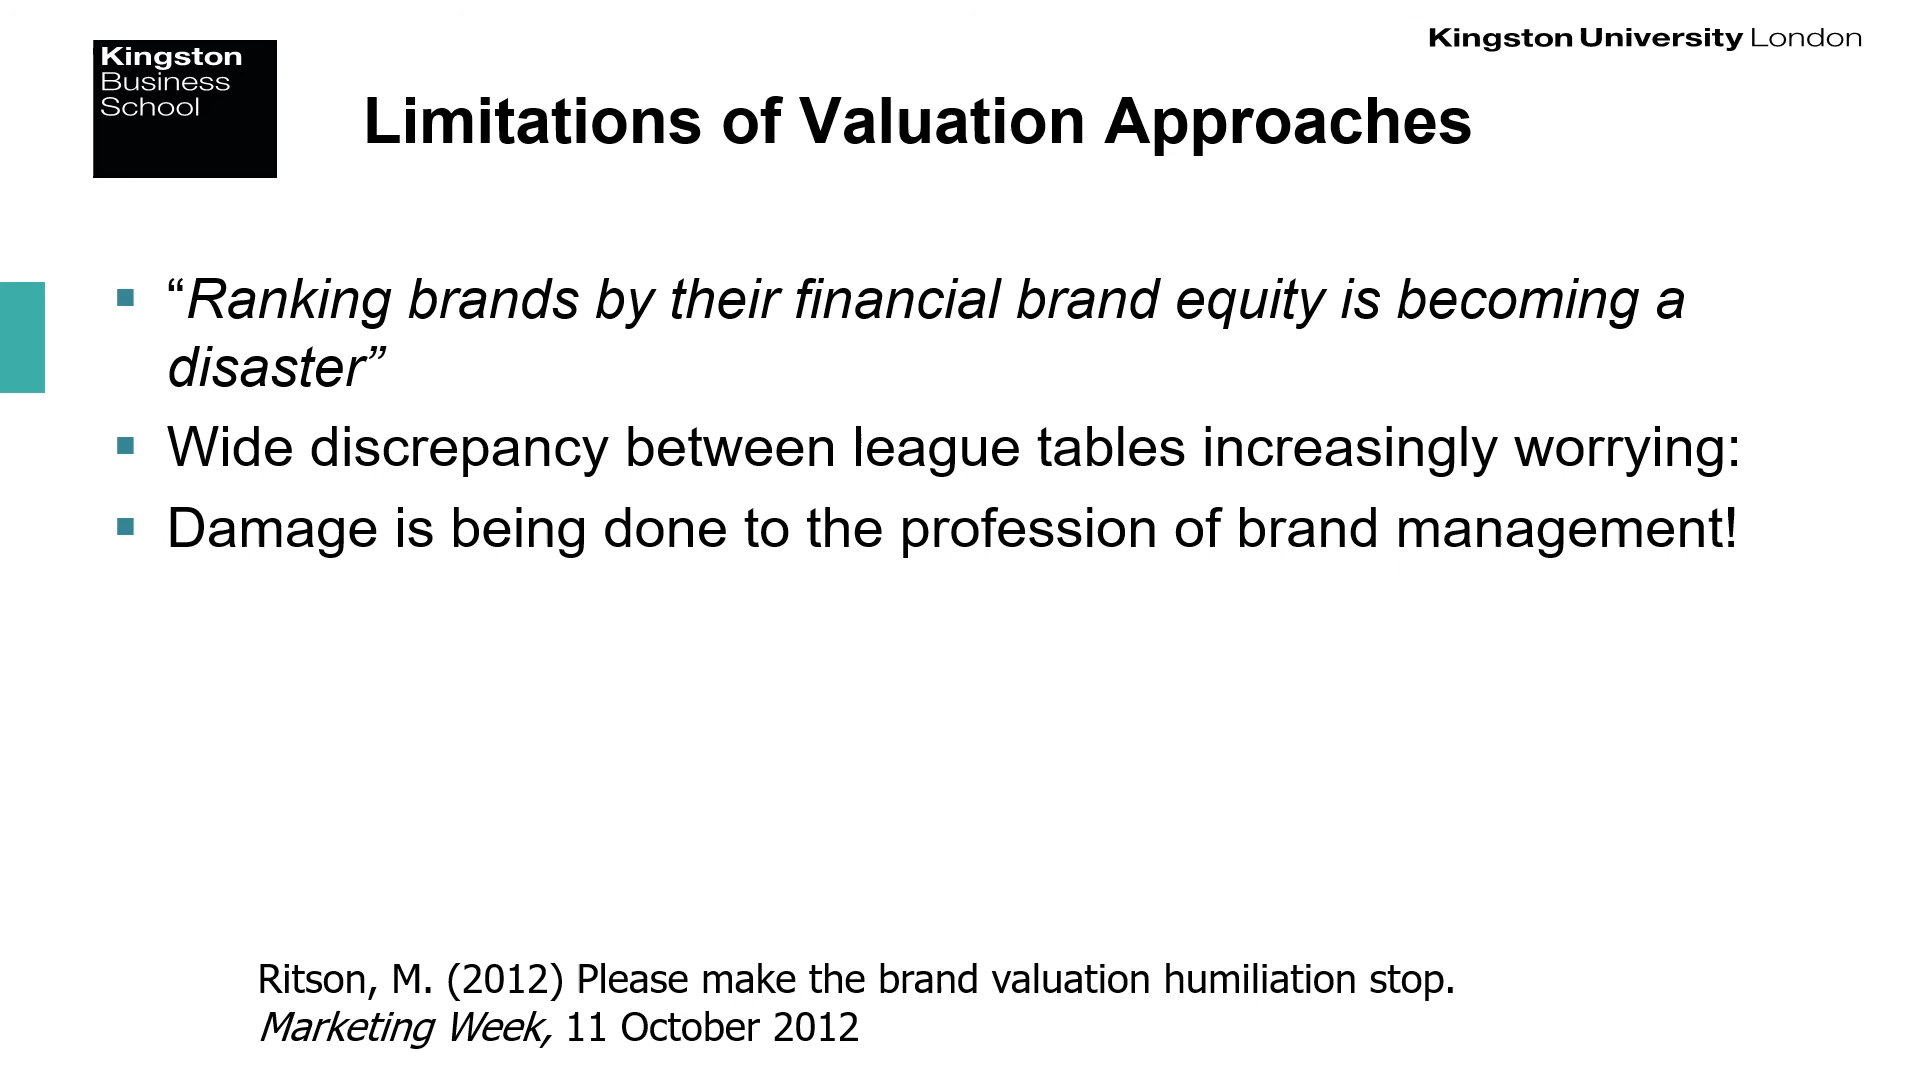 Kingston University London
Kingston
Business
School
Limitations of Valuation Approaches
▪ “Ranking brands by their financial brand equity is becoming a
disaster”
▪ Wide discrepancy between league tables increasingly worrying:
▪ Damage is being done to the profession of brand management!
Ritson, M. (2012) Please make the brand valuation humiliation stop.
Marketing Week, 11 October 2012